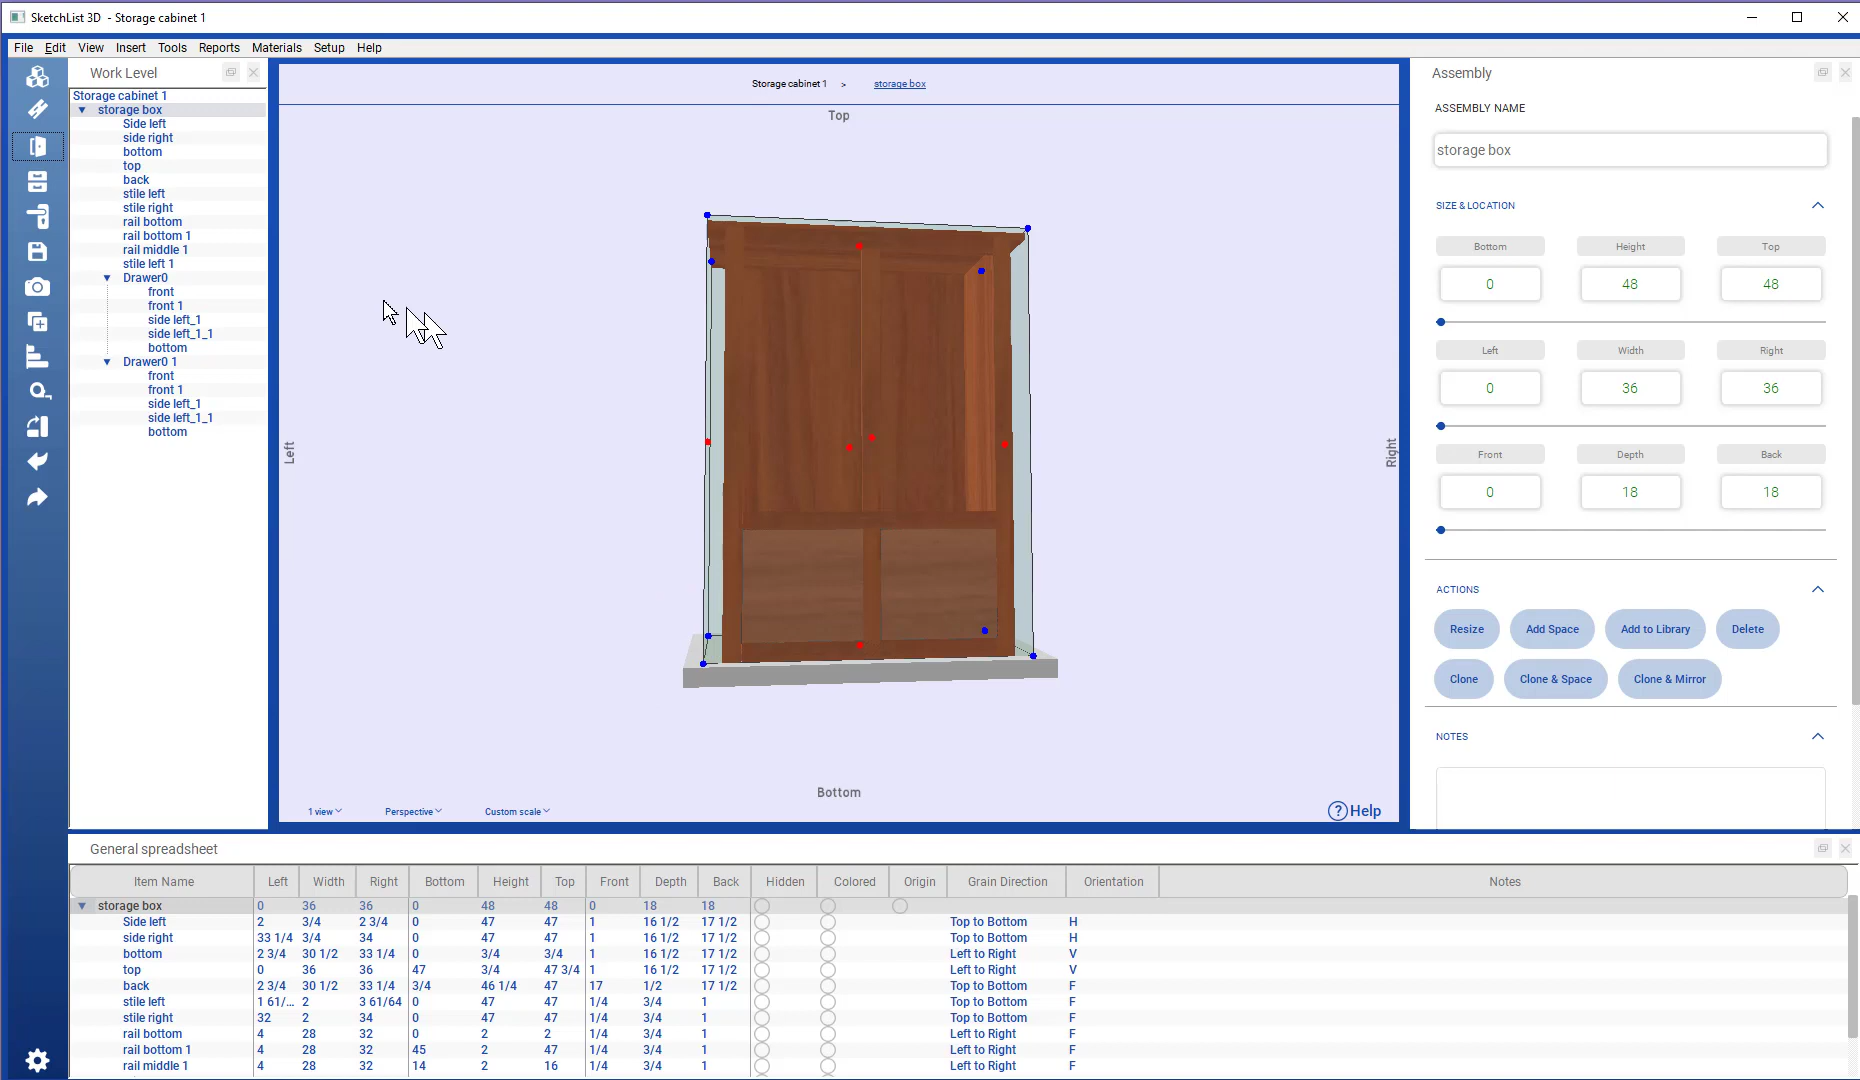 SketchList 3D - Storage cabinet 1
File Edit View Insert Tools Reports Materials Setup Help
Work Level
Storage cabinet 1
storage box
Side left
side right
bottom
top
back
stile left
stile right
rail bottom
rail bottom 1
rail middle 1
stile left 1
Drawer0
front
front 1
side left_1
side left_1_1
bottom
Drawer0 1
front
front 1
side left_1
side left_1_1
bottom
Storage cabinet 1 > storage box
Top
Left
Right
Bottom
1 view Perspective Custom scale
? Help
Assembly
ASSEMBLY NAME
storage box
SIZE & LOCATION
Bottom Height Top
0 48 48
Left Width Right
0 36 36
Front Depth Back
0 18 18
ACTIONS
Resize Add Space Add to Library Delete
Clone Clone & Space Clone & Mirror
NOTES
General spreadsheet
Item Name Left Width Right Bottom Height Top Front Depth Back Hidden Colored Origin Grain Direction Orientation Notes
storage box 0 36 36 0 48 48 0 18 18
Side left 2 3/4 2 3/4 0 47 47 1 16 1/2 17 1/2 Top to Bottom H
side right 33 1/4 3/4 34 0 47 47 1 16 1/2 17 1/2 Top to Bottom H
bottom 2 3/4 30 1/2 33 1/4 0 3/4 3/4 1 16 1/2 17 1/2 Left to Right V
top 0 36 36 47 3/4 47 3/4 1 16 1/2 17 1/2 Left to Right V
back 2 3/4 30 1/2 33 1/4 3/4 46 1/4 47 17 1/2 17 1/2 Top to Bottom F
stile left 1 61/... 2 3 61/64 0 47 47 1/4 3/4 1 Top to Bottom F
stile right 32 2 34 0 47 47 1/4 3/4 1 Top to Bottom F
rail bottom 4 28 32 0 2 2 1/4 3/4 1 Left to Right F
rail bottom 1 4 28 32 45 2 47 1/4 3/4 1 Left to Right F
rail middle 1 4 28 32 14 2 16 1/4 3/4 1 Left to Right F